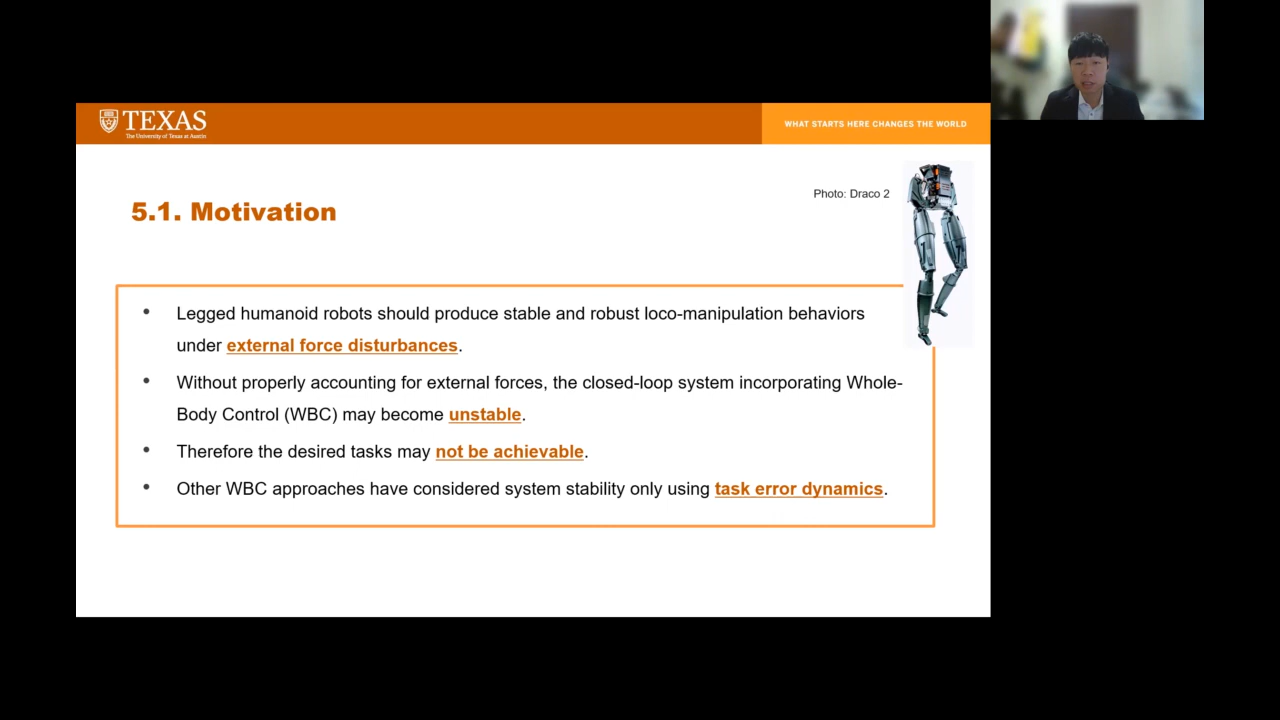 TEXAS
The University of Texas at Austin
WHAT STARTS HERE CHANGES THE WORLD
Photo: Draco 2
5.1. Motivation
• Legged humanoid robots should produce stable and robust loco-manipulation behaviors
under external force disturbances.
• Without properly accounting for external forces, the closed-loop system incorporating Whole-
Body Control (WBC) may become unstable.
• Therefore the desired tasks may not be achievable.
• Other WBC approaches have considered system stability only using task error dynamics.